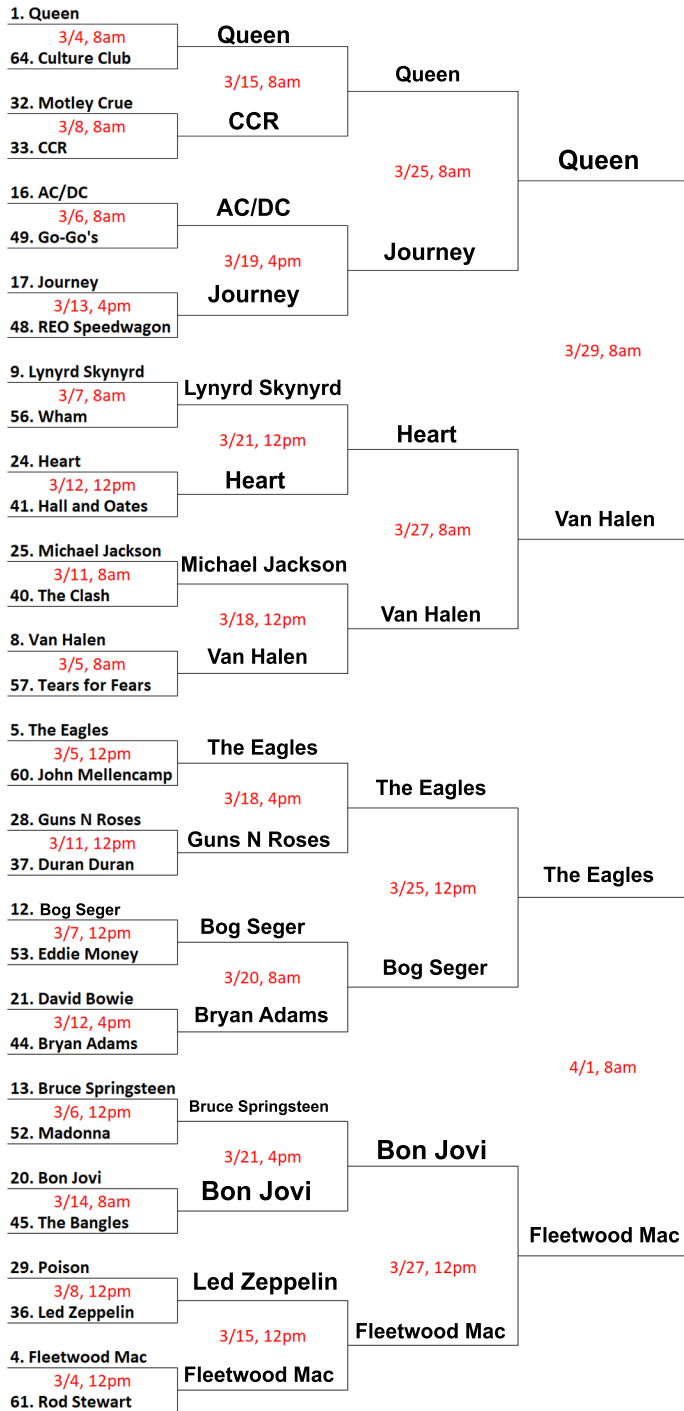 1. Queen
3/4, 8am
64. Culture Club
32. Motley Crue
3/8, 8am
33. CCR
16. AC/DC
3/6, 8am
49. Go-Go's
17. Journey
3/13, 4pm
48. REO Speedwagon
9. Lynyrd Skynyrd
3/7, 8am
56. Wham
24. Heart
3/12, 12pm
41. Hall and Oates
25. Michael Jackson
3/11, 8am
40. The Clash
8. Van Halen
3/5, 8am
57. Tears for Fears
5. The Eagles
3/5, 12pm
60. John Mellencamp
28. Guns N Roses
3/11, 12pm
37. Duran Duran
12. Bog Seger
3/7, 12pm
53. Eddie Money
21. David Bowie
3/12, 4pm
44. Bryan Adams
13. Bruce Springsteen
3/6, 12pm
52. Madonna
20. Bon Jovi
3/14, 8am
45. The Bangles
29. Poison
3/8, 12pm
36. Led Zeppelin
4. Fleetwood Mac
3/4, 12pm
61. Rod Stewart
Queen
3/15, 8am
CCR
AC/DC
3/19, 4pm
Journey
Lynyrd Skynyrd
3/21, 12pm
Heart
Michael Jackson
3/18, 12pm
Van Halen
The Eagles
3/18, 4pm
Guns N Roses
Bog Seger
3/20, 8am
Bryan Adams
Bruce Springsteen
3/21, 4pm
Bon Jovi
Led Zeppelin
3/15, 12pm
Fleetwood Mac
Queen
3/25, 8am
Journey
Heart
3/27, 8am
Van Halen
The Eagles
3/25, 12pm
Bog Seger
Bon Jovi
3/27, 12pm
Fleetwood Mac
Queen
3/29, 8am
Van Halen
The Eagles
4/1, 8am
Fleetwood Mac